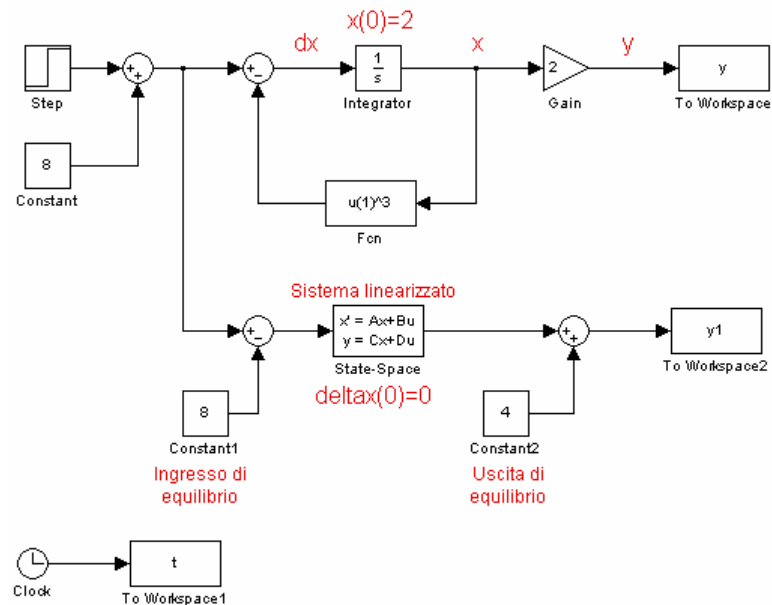 x(0)=2
dx
x
y
+
+
+
−
1
s
2
y
Step
Integrator
Gain
To Workspace
8
Constant
u(1)^3
Fcn
Sistema linearizzato
x' = Ax+Bu
y = Cx+Du
+
−
+
+
y1
State-Space
To Workspace2
deltax(0)=0
8
4
Constant1
Constant2
Ingresso di
equilibrio
Uscita di
equilibrio
t
Clock
To Workspace1